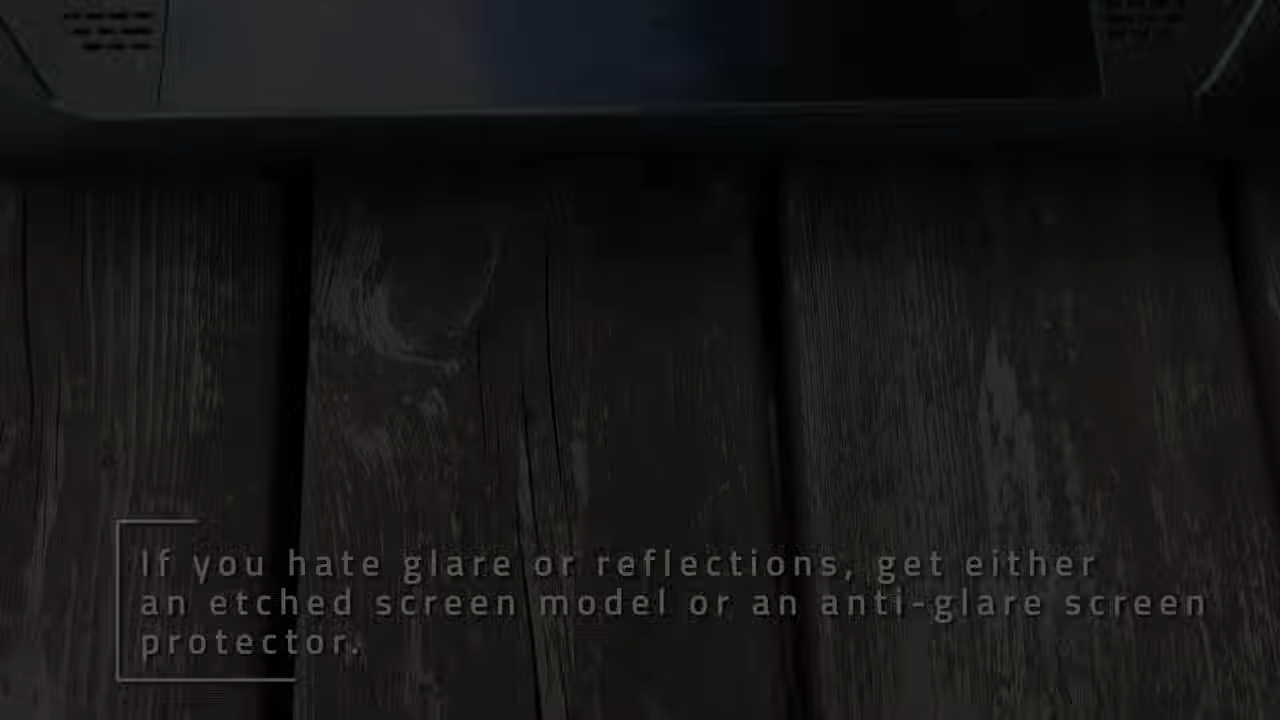 If you hate glare or reflections, get either
an etched screen model or an anti-glare screen
protector.